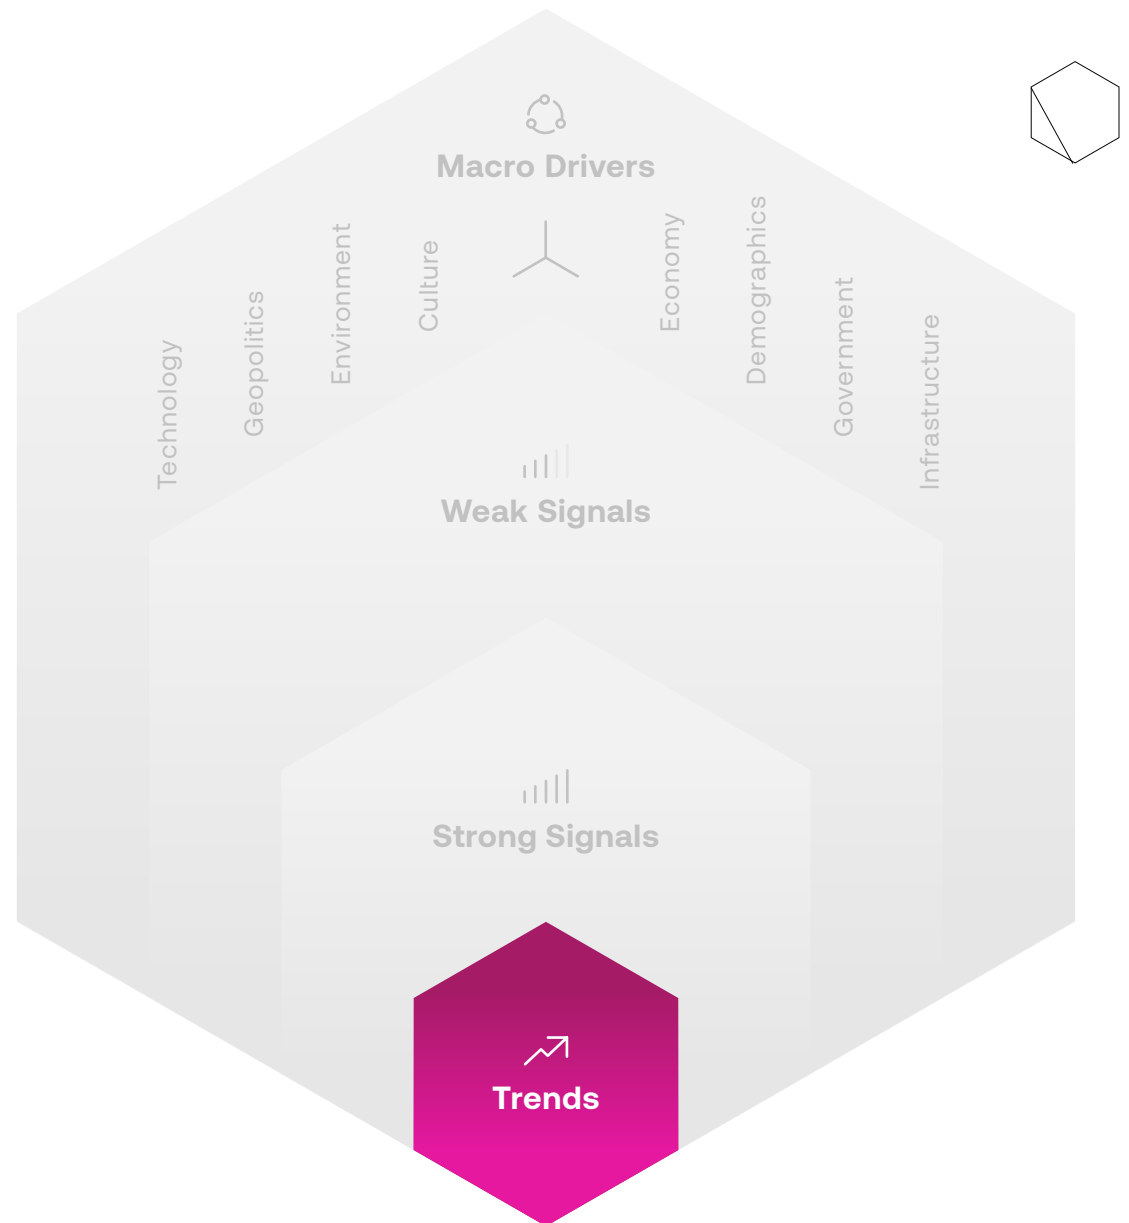 Macro Drivers
Technology
Geopolitics
Environment
Culture
Economy
Demographics
Government
Infrastructure
Weak Signals
Strong Signals
Trends